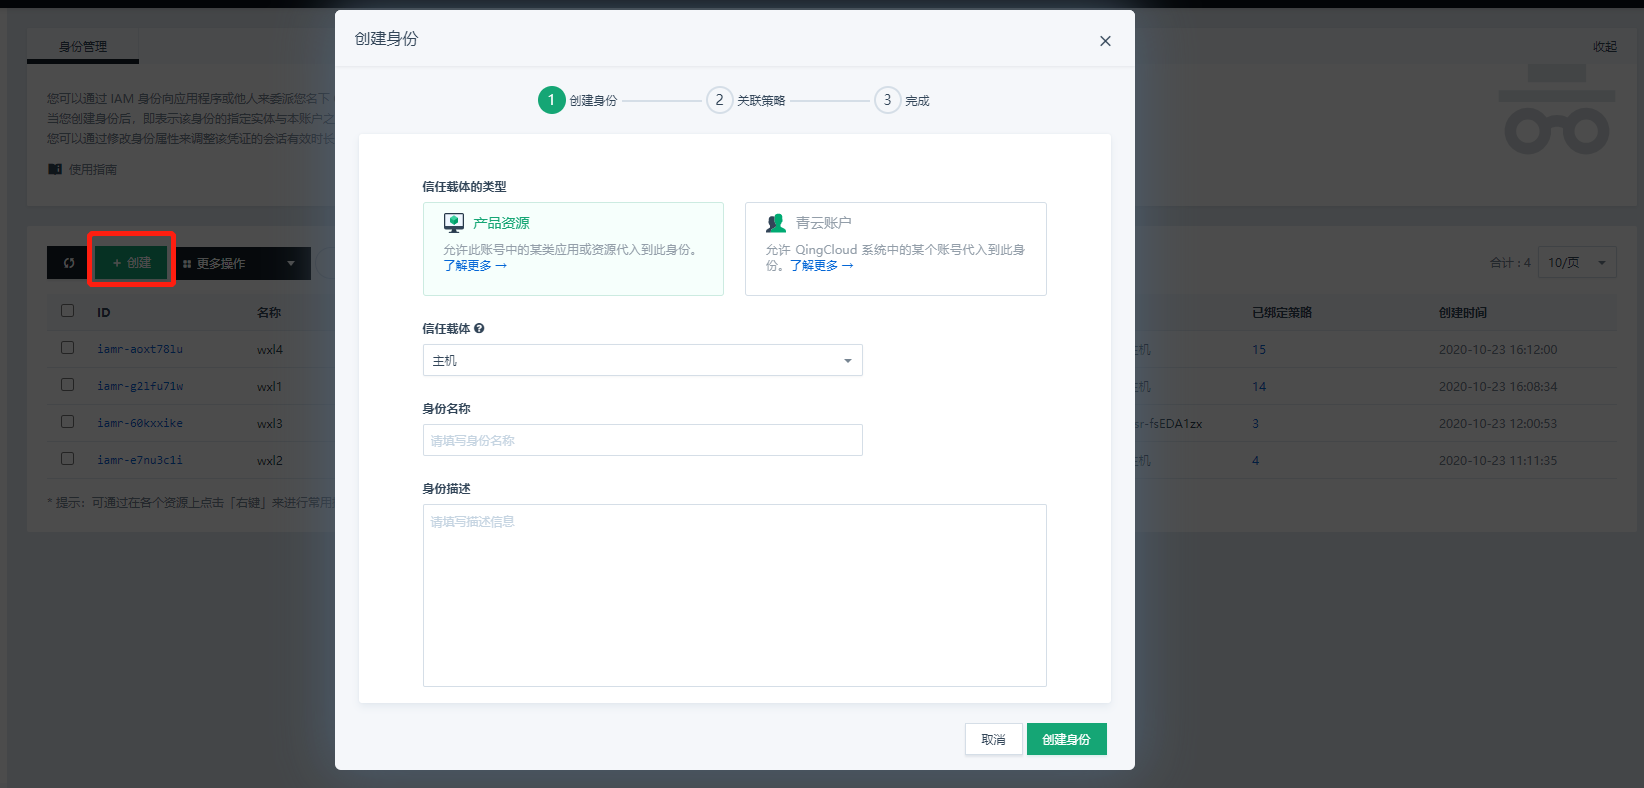 创建身份
身份管理
收起
1 创建身份
2 关联策略
3 完成
您可以通过 IAM 身份向应用程序或他人来委派您名下
当您创建身份后，即表示该身份的指定实体与本账户之
您可以通过修改身份属性来调整该凭证的会话有效时长
使用指南
信任载体的类型
产品资源
允许此账号中的某类应用或资源代入到此身份。
了解更多 →
青云账户
允许 QingCloud 系统中的某个账号代入到此身
份。了解更多 →
+ 创建
更多操作
合计：4
10/页
ID 名称 已绑定策略 创建时间
信任载体
主机
iamr-aoxt781u wxl4 主机 15 2020-10-23 16:12:00
iamr-g2lfu71w wxl1 主机 14 2020-10-23 16:08:34
iamr-60kxxike wxl3 sr-fsEDA1zx 3 2020-10-23 12:00:53
iamr-e7nu3c1i wxl2 主机 4 2020-10-23 11:11:35
身份名称
请填写身份名称
* 提示：可通过在各个资源上点击「右键」来进行常用
身份描述
请填写描述信息
取消
创建身份